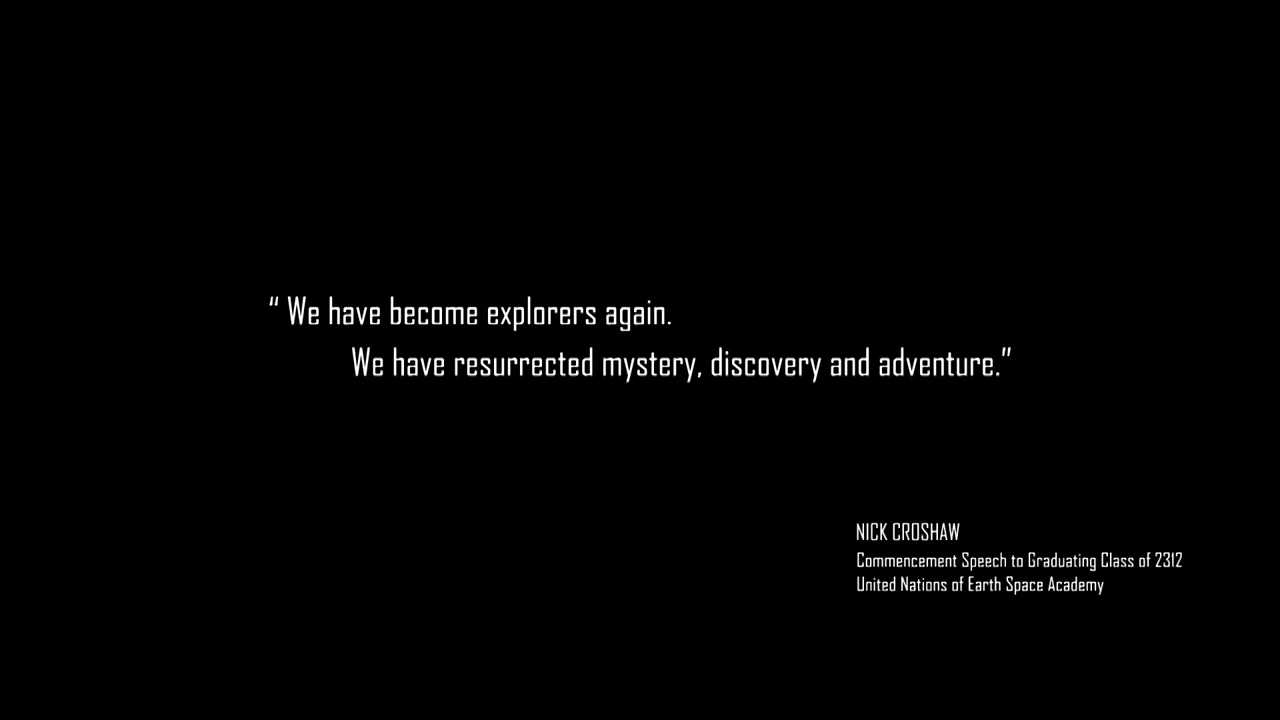 “ We have become explorers again.
We have resurrected mystery, discovery and adventure.”
NICK CROSHAW
Commencement Speech to Graduating Class of 2312
United Nations of Earth Space Academy